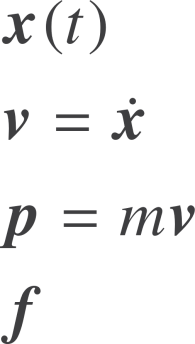 x(t)
v = ẋ
p = mv
f